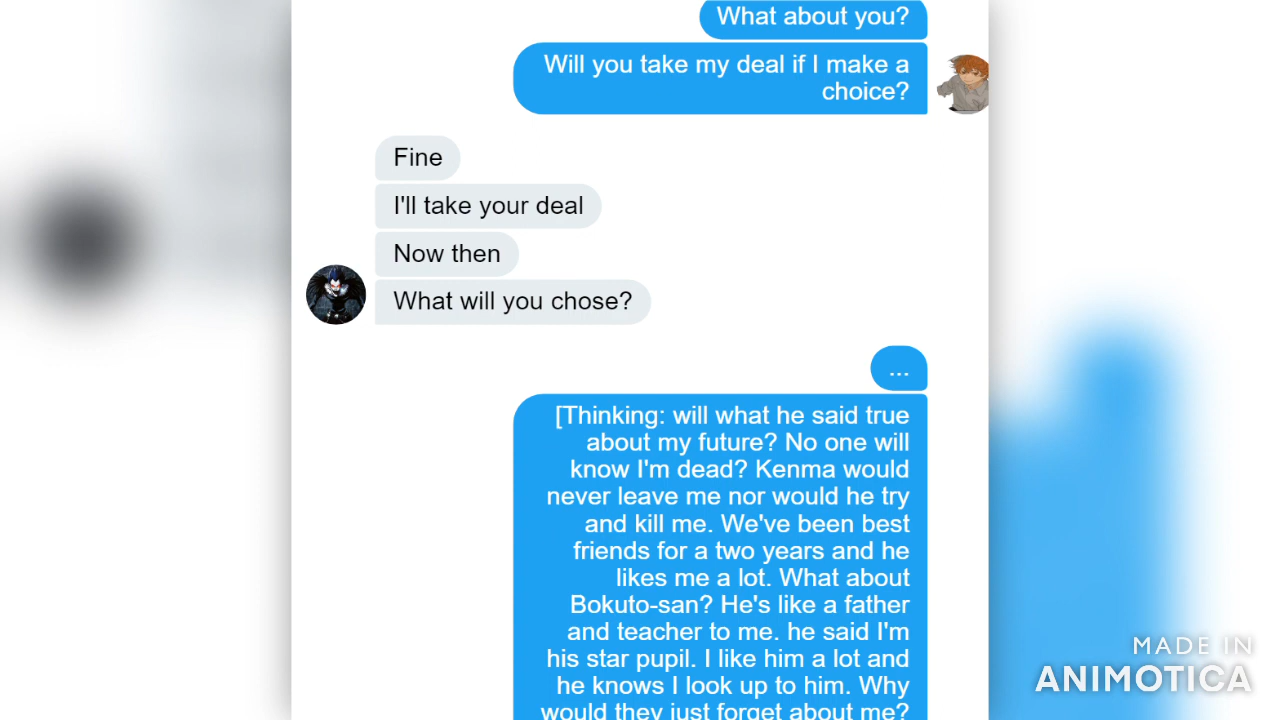 What about you?
Will you take my deal if I make a
choice?
Fine
I'll take your deal
Now then
What will you chose?
...
[Thinking: will what he said true
about my future? No one will
know I'm dead? Kenma would
never leave me nor would he try
and kill me. We've been best
friends for a two years and he
likes me a lot. What about
Bokuto-san? He's like a father
and teacher to me. he said I'm
his star pupil. I like him a lot and
he knows I look up to him. Why
would they just forget about me?
MADE IN
ANIMOTICA